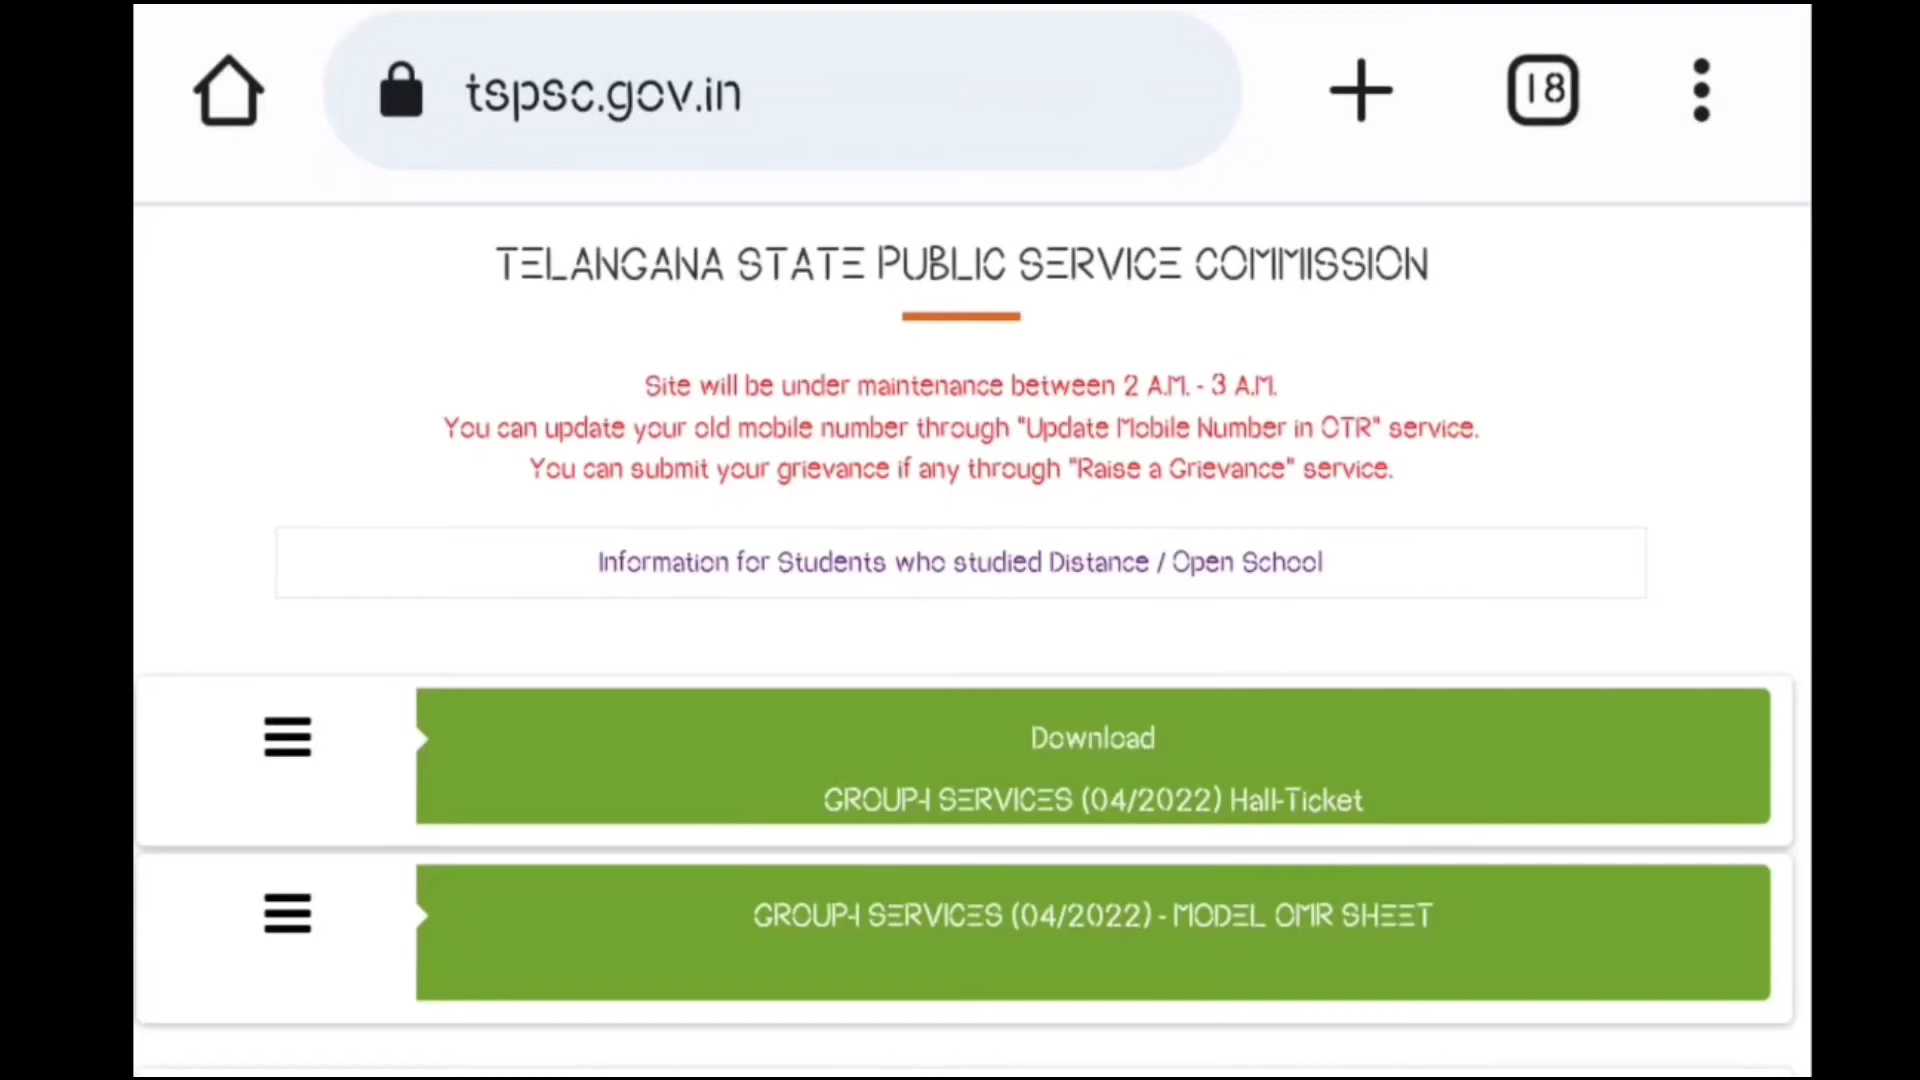 tspsc.gov.in
18
TELANGANA STATE PUBLIC SERVICE COMMISSION
Site will be under maintenance between 2 A.M. - 3 A.M.
You can update your old mobile number through "Update Mobile Number in OTR" service.
You can submit your grievance if any through "Raise a Grievance" service.
Information for Students who studied Distance / Open School
Download
GROUP-I SERVICES (04/2022) Hall-Ticket
GROUP-I SERVICES (04/2022) - MODEL OMR SHEET